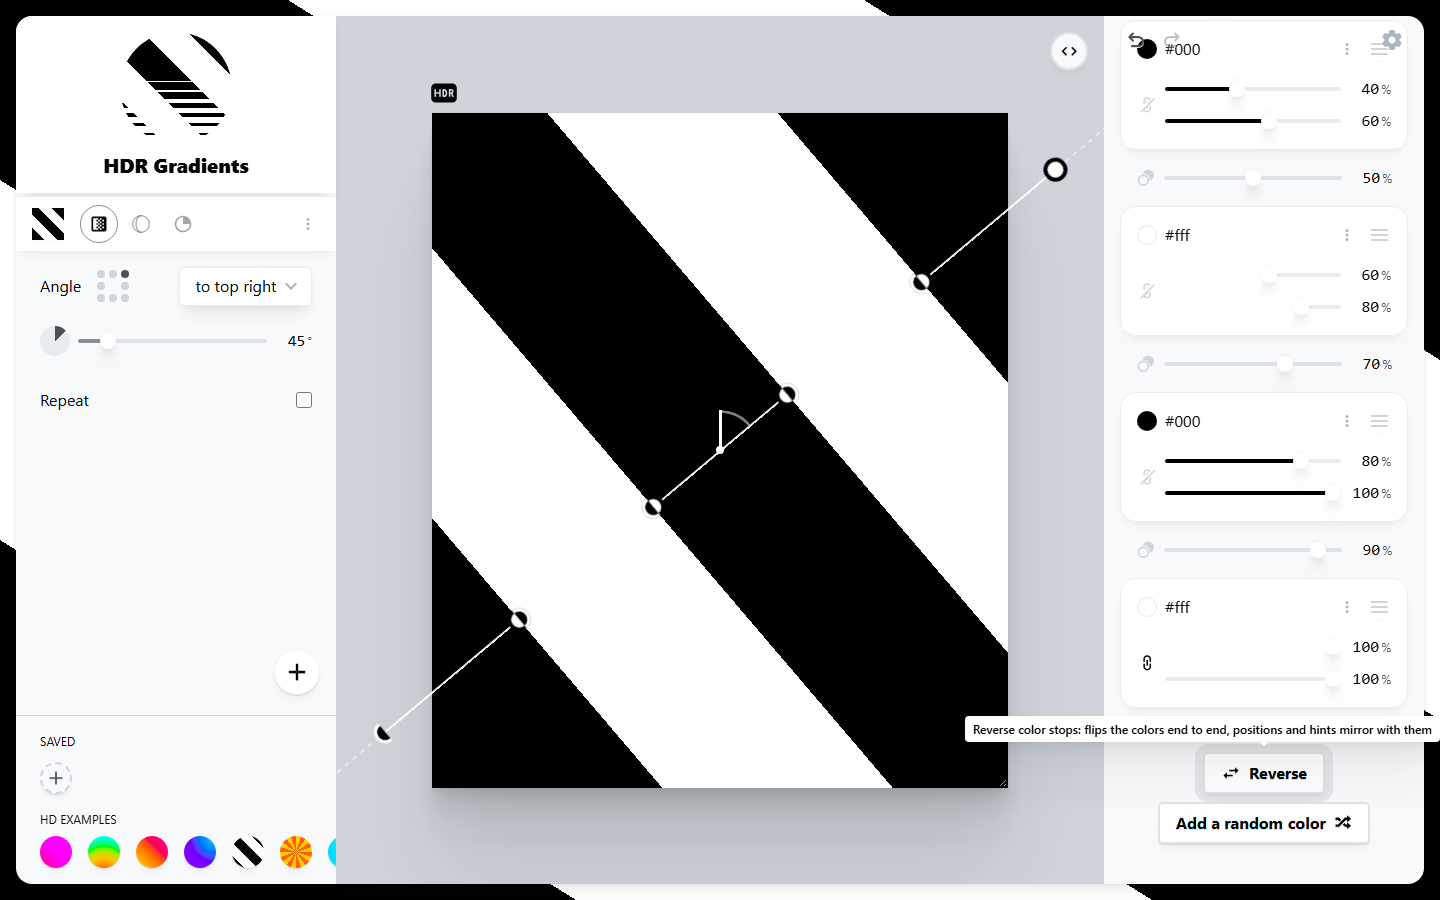 HDR Gradients
Angle
to top right
45°
Repeat
SAVED
HD EXAMPLES
HDR
#000
40%
60%
50%
#fff
60%
80%
70%
#000
80%
100%
90%
#fff
100%
100%
Reverse color stops: flips the colors end to end, positions and hints mirror with them
Reverse
Add a random color